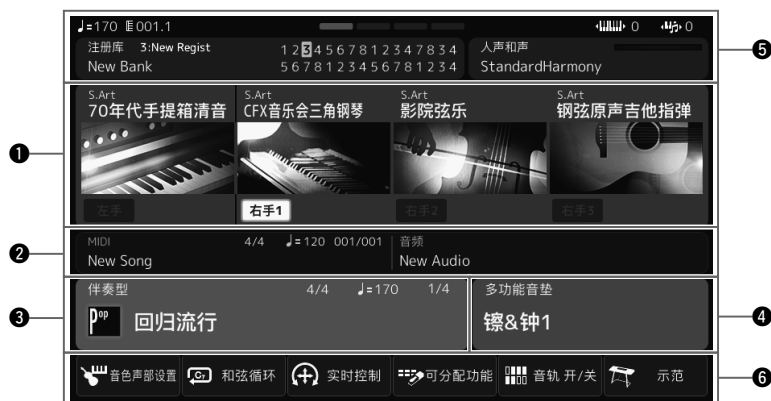 ♩=170 001.1 0 0
注册库 3:New Regist 1 2 3 4 5 6 7 8 1 2 3 4 7 8 3 4
New Bank 5 6 7 8 1 2 3 4 5 6 7 8 1 2 3 4
人声和声
StandardHarmony
❺
S.Art
70年代手提箱清音
左手
S.Art
CFX音乐会三角钢琴
右手1
S.Art
影院弦乐
右手2
S.Art
钢弦原声吉他指弹
右手3
❶
MIDI 4/4 ♩=120 001/001
New Song
音频
New Audio
❷
伴奏型 4/4 ♩=170 1/4
Pop 回归流行
❸
多功能音垫
镲&钟1
❹
音色声部设置 和弦循环 实时控制 可分配功能 音轨 开/关 示范
❻